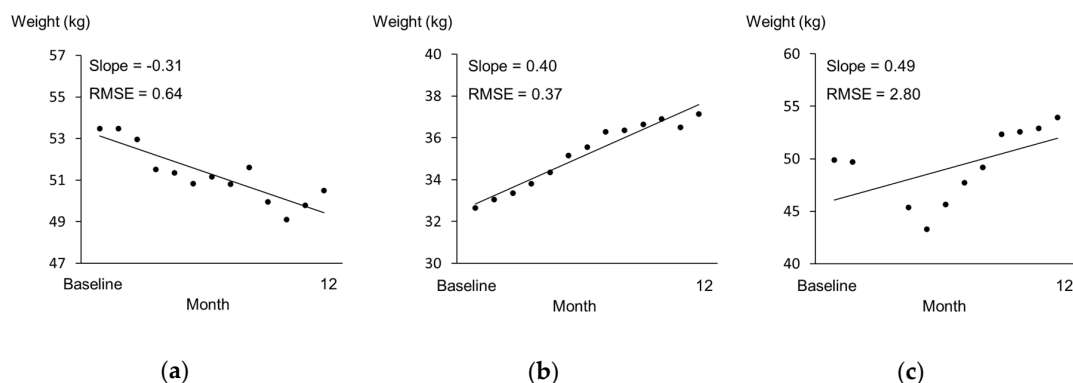 Weight (kg)
57
53
51
49
47
55
Slope = -0.31
RMSE = 0.64
Baseline
12
Month
(a)
Weight (kg)
40
38
36
34
32
30
Slope = 0.40
RMSE = 0.37
Baseline
12
Month
(b)
Weight (kg)
60
55
50
45
40
Slope = 0.49
RMSE = 2.80
Baseline
12
Month
(c)